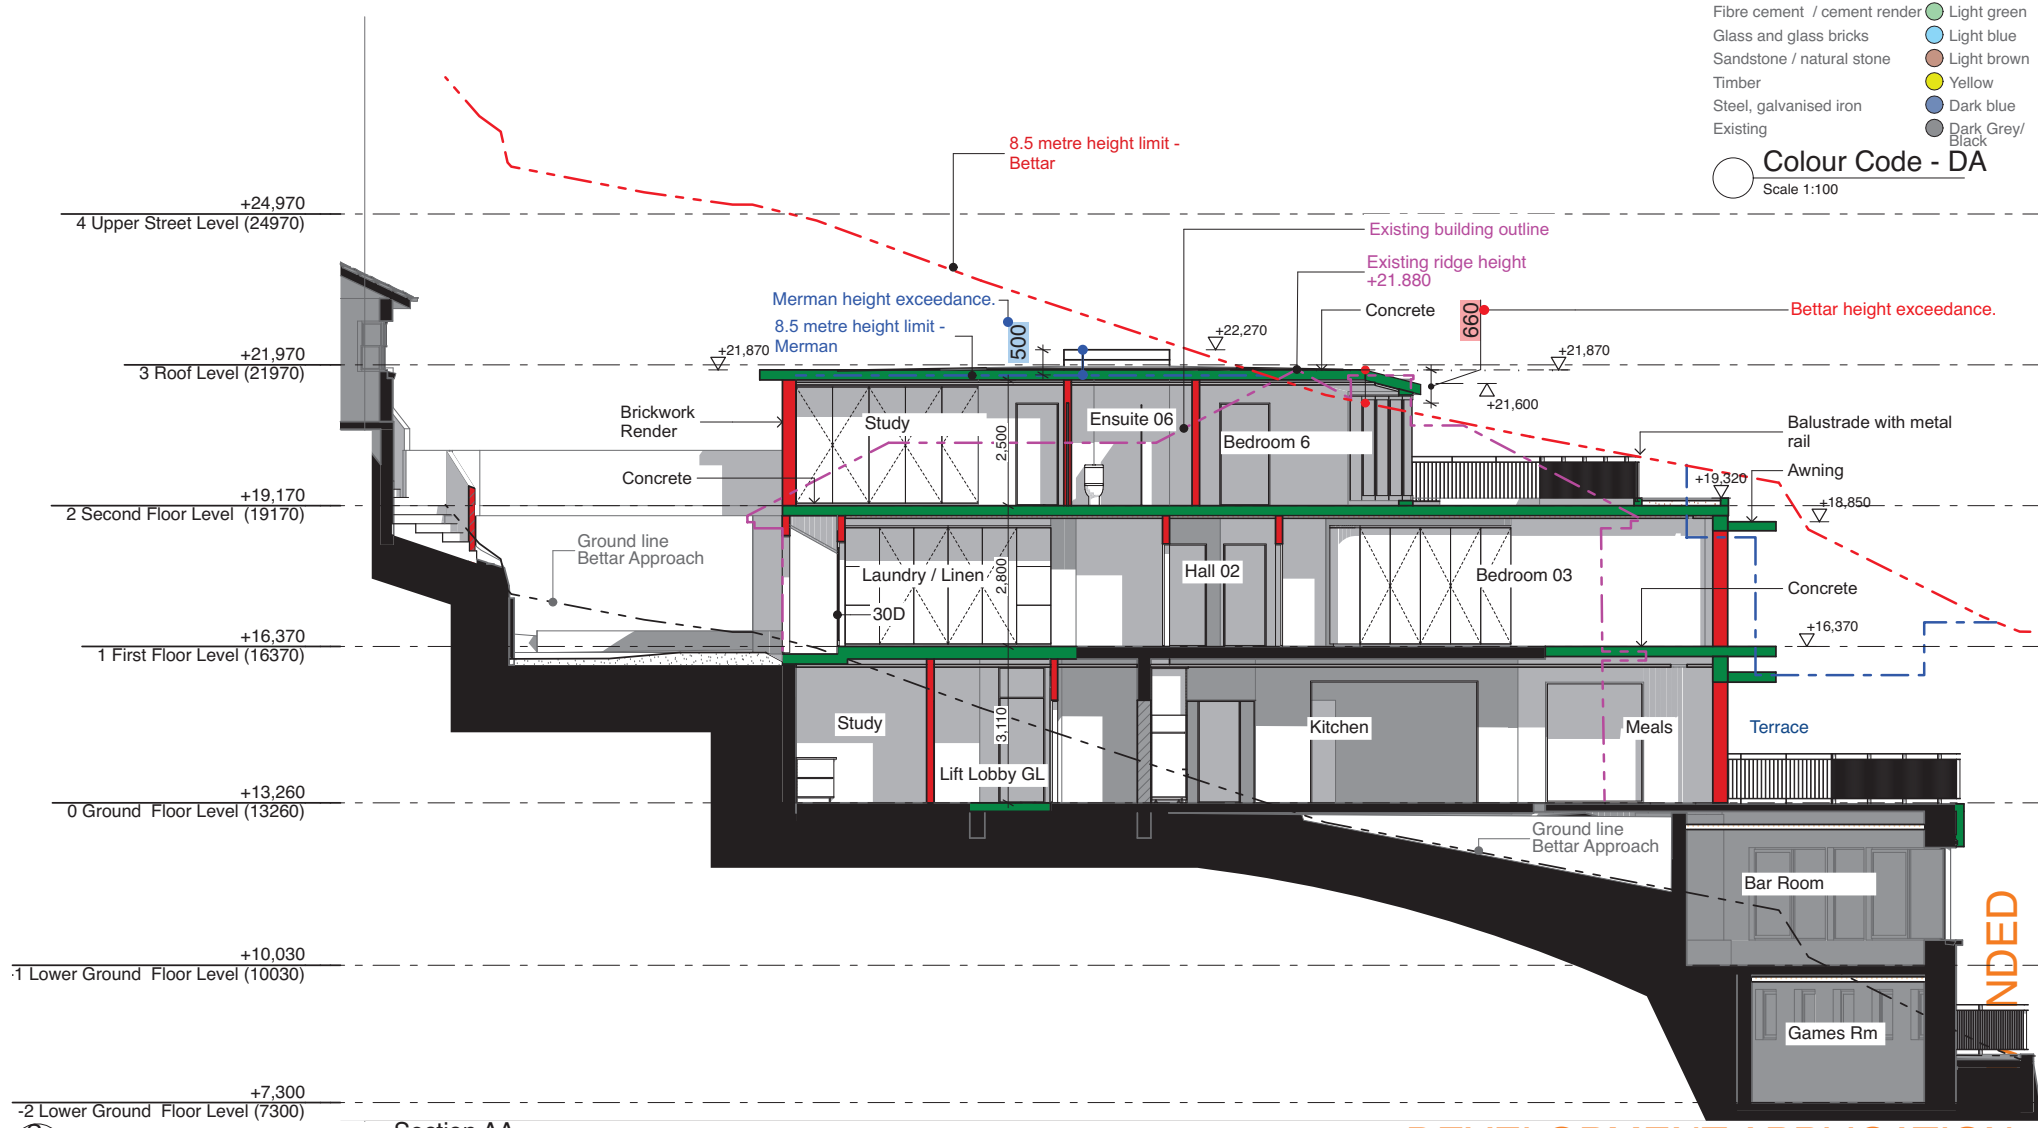 Fibre cement / cement render Light green
Glass and glass bricks Light blue
Sandstone / natural stone Light brown
Timber Yellow
Steel, galvanised iron Dark blue
Existing Dark Grey/
Black
Colour Code - DA
Scale 1:100
8.5 metre height limit -
Bettar
+24,970
4 Upper Street Level (24970)
Existing building outline
Existing ridge height
+21.880
Merman height exceedance.
8.5 metre height limit -
Merman
500
+22,270
Concrete
660
Bettar height exceedance.
+21,970
3 Roof Level (21970)
+21,870
+21,870
+21,600
Brickwork
Render
Study
2,500
Ensuite 06
Bedroom 6
Balustrade with metal
rail
Awning
Concrete
+19,320
+19,170
2 Second Floor Level (19170)
+18,850
Ground line
Bettar Approach
Laundry / Linen
2,800
Hall 02
Bedroom 03
Concrete
30D
+16,370
1 First Floor Level (16370)
+16,370
Study
3,110
Kitchen
Meals
Terrace
Lift Lobby GL
+13,260
0 Ground Floor Level (13260)
Ground line
Bettar Approach
Bar Room
NDED
+10,030
-1 Lower Ground Floor Level (10030)
Games Rm
+7,300
-2 Lower Ground Floor Level (7300)
Section AA
DEVELOPMENT APPLICATION